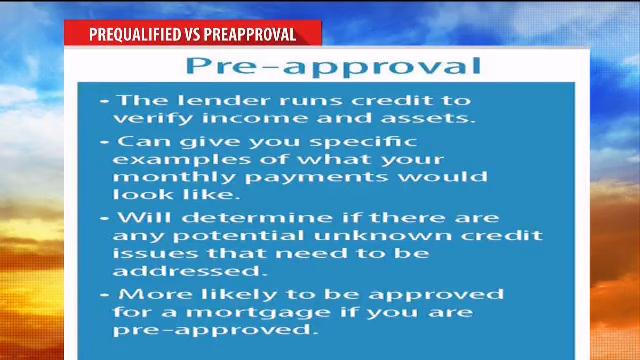 PREQUALIFIED VS PREAPPROVAL
Pre-approval
• The lender runs credit to
verify income and assets.
• Can give you specific
examples of what your
monthly payments would
look like.
• Will determine if there are
any potential unknown credit
issues that need to be
addressed.
• More likely to be approved
for a mortgage if you are
pre-approved.